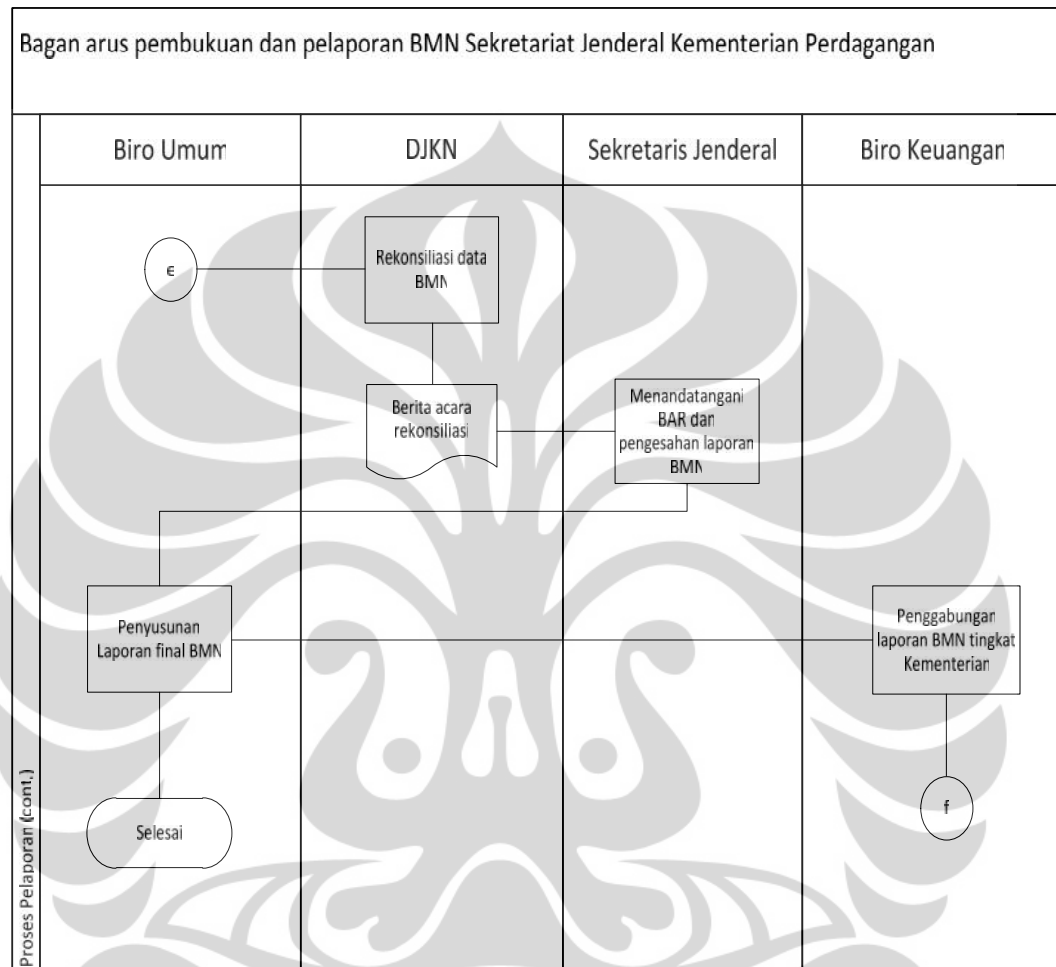 Bagan arus pembukuan dan pelaporan BMN Sekretariat Jenderal Kementerian Perdagangan
Biro Umum
DJKN
Sekretaris Jenderal
Biro Keuangan
e
Rekonsiliasi data
BMN
Berita acara
rekonsiliasi
Menandatangani
BAR dan
pengesahan laporan
BMN
Penyusunan
Laporan final BMN
Penggabungan
laporan BMN tingkat
Kementerian
Selesai
f
Proses Pelaporan (cont.)